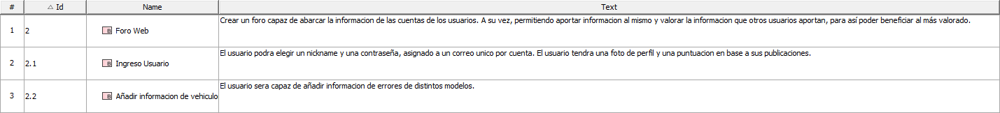 # Id Name Text
1 2 Foro Web Crear un foro capaz de abarcar la informacion de las cuentas de los usuarios. A su vez, permitiendo aportar informacion al mismo y valorar la informacion que otros usuarios aportan, para así poder beneficiar al más valorado.
2 2.1 Ingreso Usuario El usuario podra elegir un nickname y una contraseña, asignado a un correo unico por cuenta. El usuario tendra una foto de perfil y una puntuacion en base a sus publicaciones.
3 2.2 Añadir informacion de vehiculo El usuario sera capaz de añadir informacion de errores de distintos modelos.